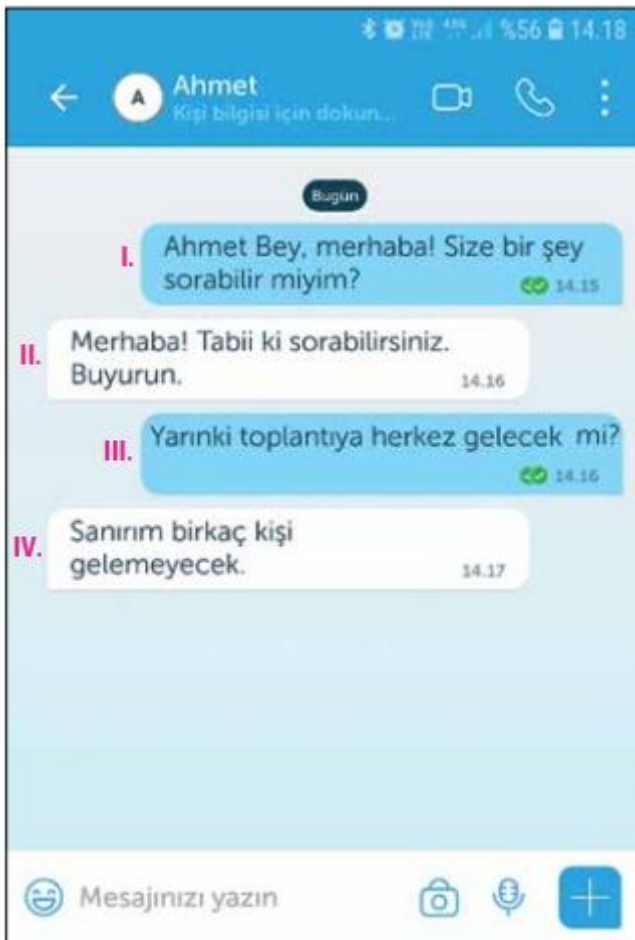 %56 14.18
Ahmet
A
Kişi bilgisi için dokun...
Bugün
I.
Ahmet Bey, merhaba! Size bir şey
sorabilir miyim?
14.15
II.
Merhaba! Tabii ki sorabilirsiniz.
Buyurun.
14.16
III.
Yarınki toplantıya herkez gelecek mi?
14.16
IV.
Sanırım birkaç kişi
gelemeyecek.
14.17
Mesajınızı yazın